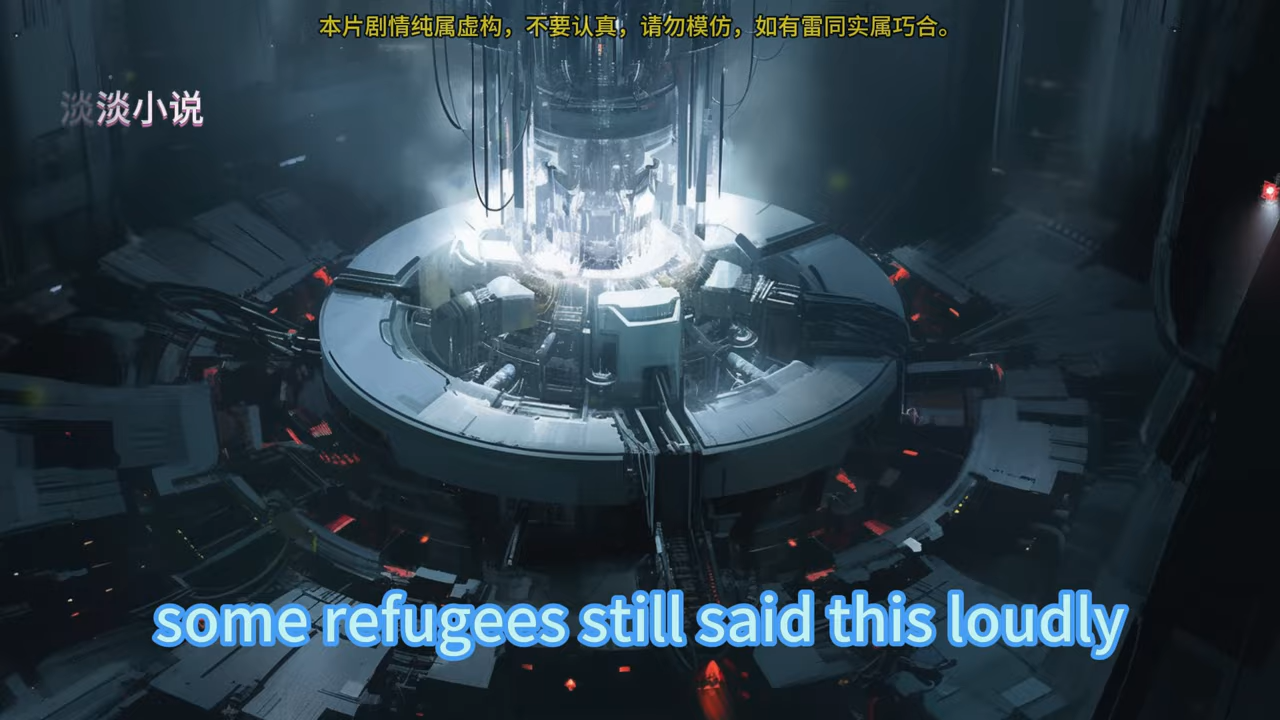 本片剧情纯属虚构，不要认真，请勿模仿，如有雷同实属巧合。
淡淡小说
some refugees still said this loudly